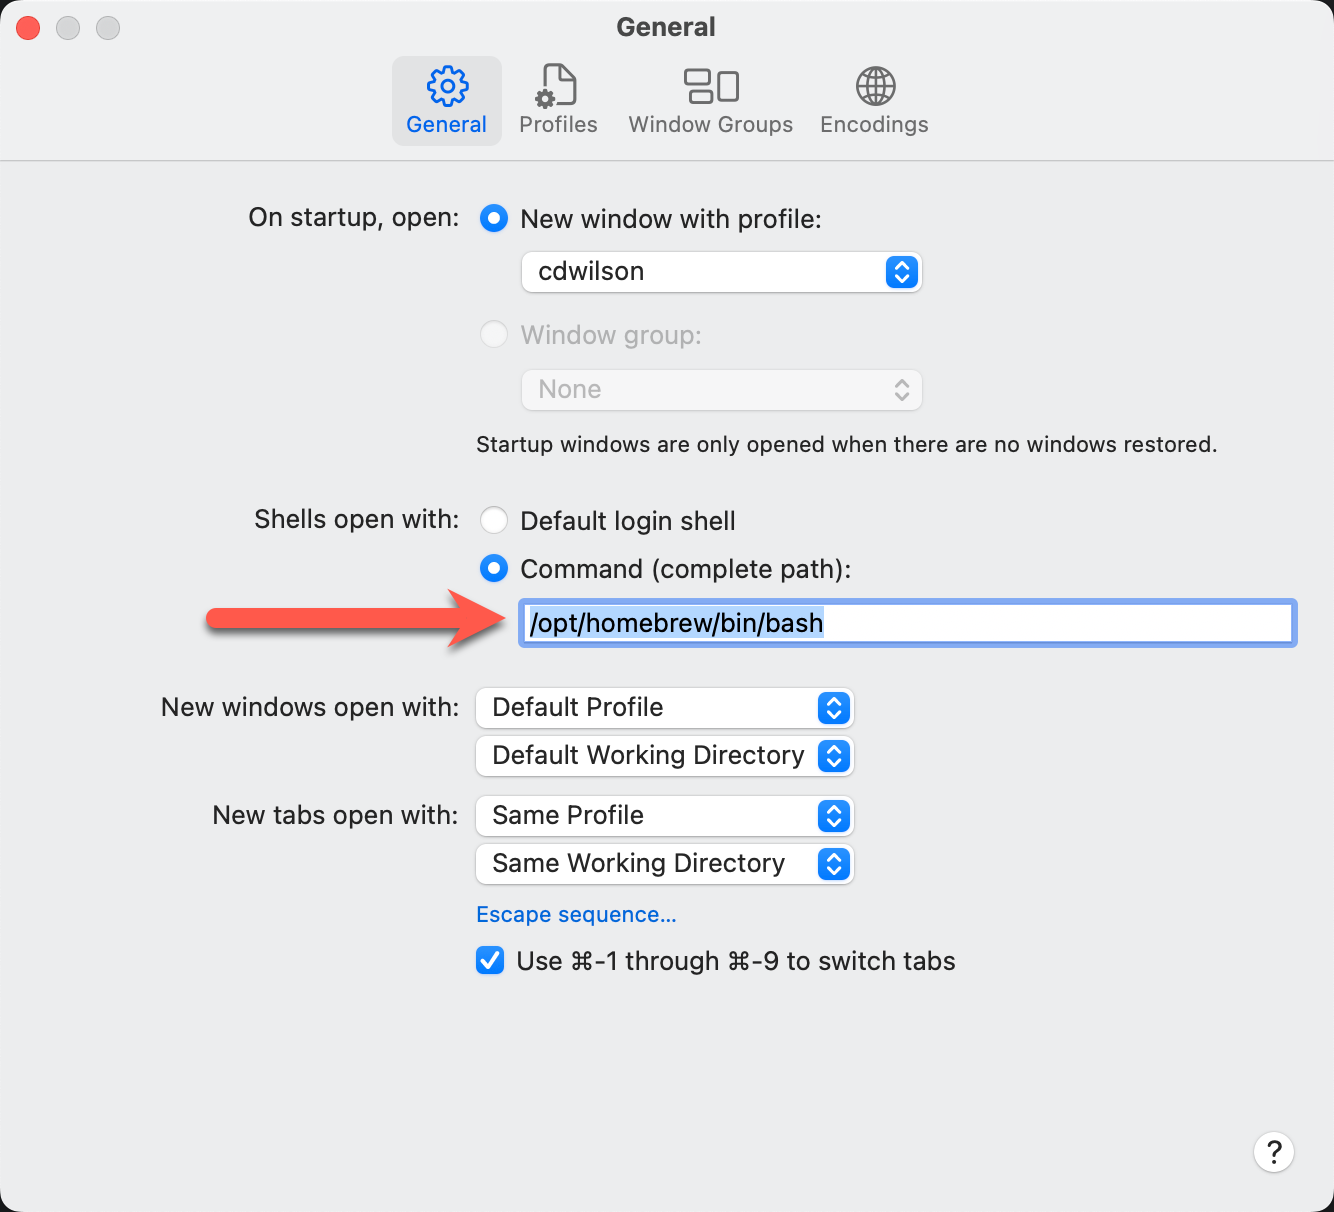 General
General
Profiles
Window Groups
Encodings
On startup, open:
New window with profile:
cdwilson
Window group:
None
Startup windows are only opened when there are no windows restored.
Shells open with:
Default login shell
Command (complete path):
/opt/homebrew/bin/bash
New windows open with:
Default Profile
Default Working Directory
New tabs open with:
Same Profile
Same Working Directory
Escape sequence...
Use ⌘-1 through ⌘-9 to switch tabs
?